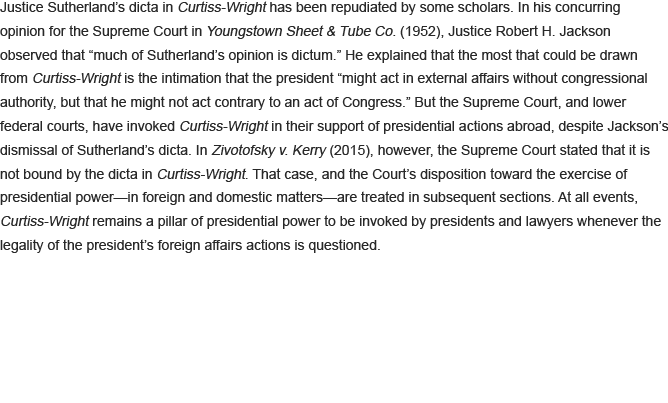 Justice Sutherland’s dicta in Curtiss-Wright has been repudiated by some scholars. In his concurring
opinion for the Supreme Court in Youngstown Sheet & Tube Co. (1952), Justice Robert H. Jackson
observed that “much of Sutherland’s opinion is dictum.” He explained that the most that could be drawn
from Curtiss-Wright is the intimation that the president “might act in external affairs without congressional
authority, but that he might not act contrary to an act of Congress.” But the Supreme Court, and lower
federal courts, have invoked Curtiss-Wright in their support of presidential actions abroad, despite Jackson’s
dismissal of Sutherland’s dicta. In Zivotofsky v. Kerry (2015), however, the Supreme Court stated that it is
not bound by the dicta in Curtiss-Wright. That case, and the Court’s disposition toward the exercise of
presidential power—in foreign and domestic matters—are treated in subsequent sections. At all events,
Curtiss-Wright remains a pillar of presidential power to be invoked by presidents and lawyers whenever the
legality of the president’s foreign affairs actions is questioned.